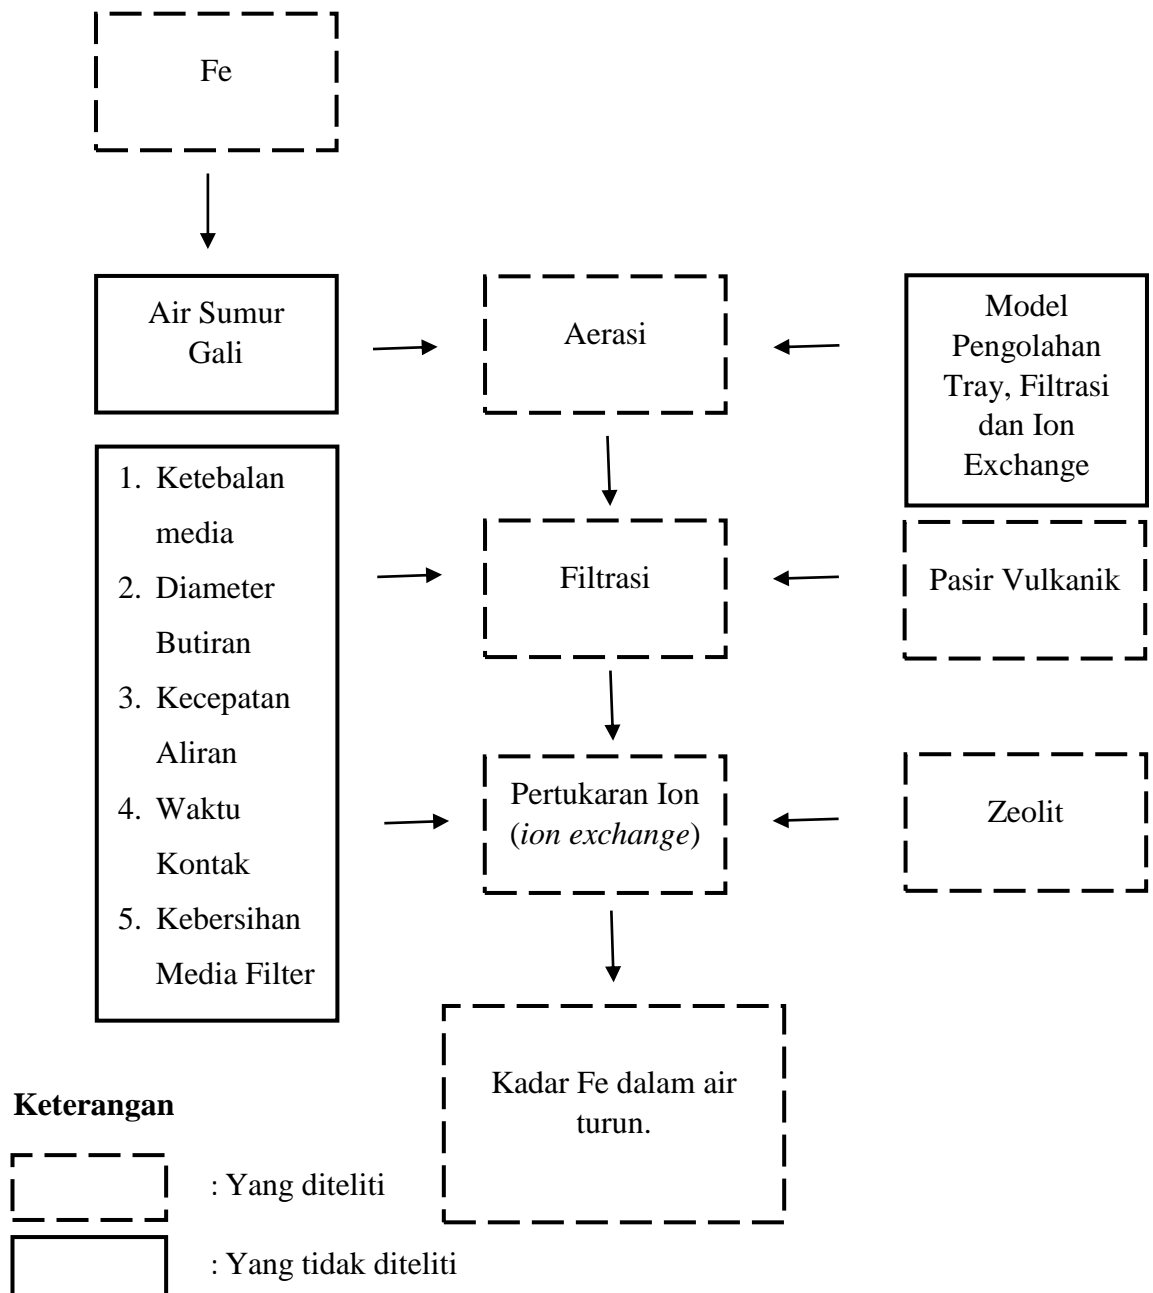 Fe
Air Sumur
Gali
Aerasi
Model
Pengolahan
Tray, Filtrasi
dan Ion
Exchange
1. Ketebalan
media
2. Diameter
Butiran
3. Kecepatan
Aliran
4. Waktu
Kontak
5. Kebersihan
Media Filter
Filtrasi
Pasir Vulkanik
Pertukaran Ion
(ion exchange)
Zeolit
Kadar Fe dalam air
turun.
Keterangan
: Yang diteliti
: Yang tidak diteliti